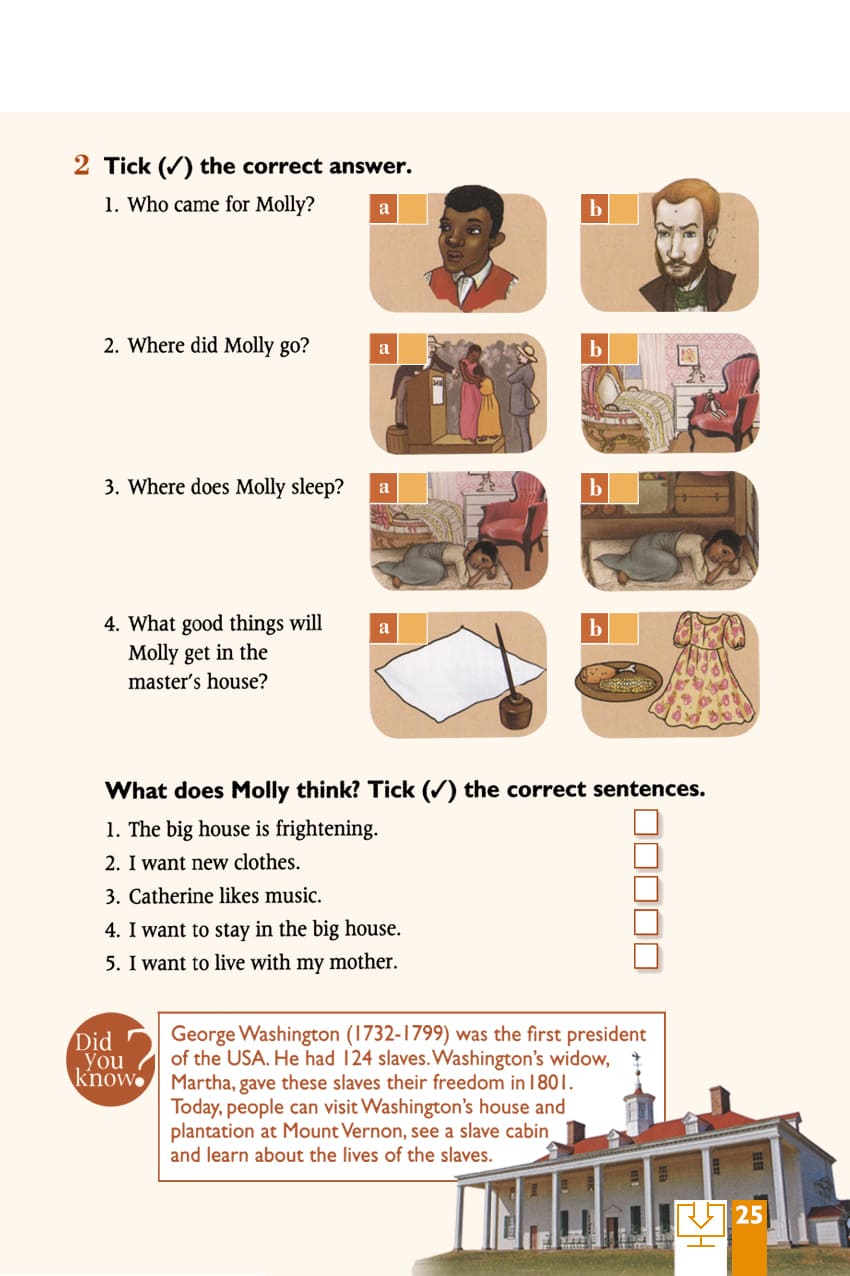 2 Tick (✓) the correct answer.
1. Who came for Molly?
a
b
2. Where did Molly go?
a
b
3. Where does Molly sleep?
a
b
4. What good things will
Molly get in the
master's house?
a
b
What does Molly think? Tick (✓) the correct sentences.
1. The big house is frightening.
2. I want new clothes.
3. Catherine likes music.
4. I want to stay in the big house.
5. I want to live with my mother.
Did
you
know?
George Washington (1732-1799) was the first president
of the USA. He had 124 slaves. Washington's widow,
Martha, gave these slaves their freedom in 1801.
Today, people can visit Washington's house and
plantation at Mount Vernon, see a slave cabin
and learn about the lives of the slaves.
25